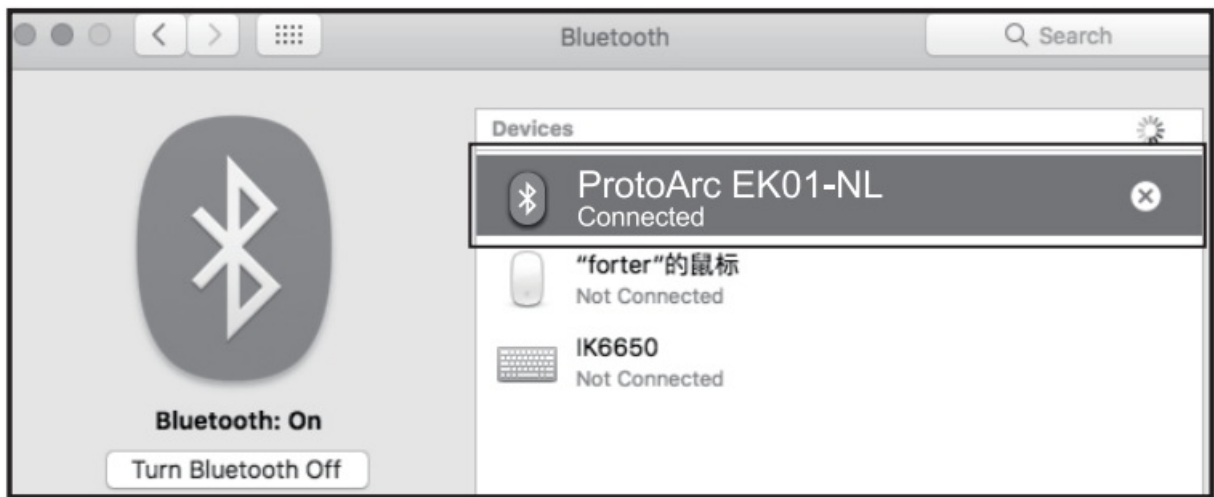 Bluetooth
Search
Devices
ProtoArc EK01-NL
Connected
“forter”的鼠标
Not Connected
IK6650
Not Connected
Bluetooth: On
Turn Bluetooth Off